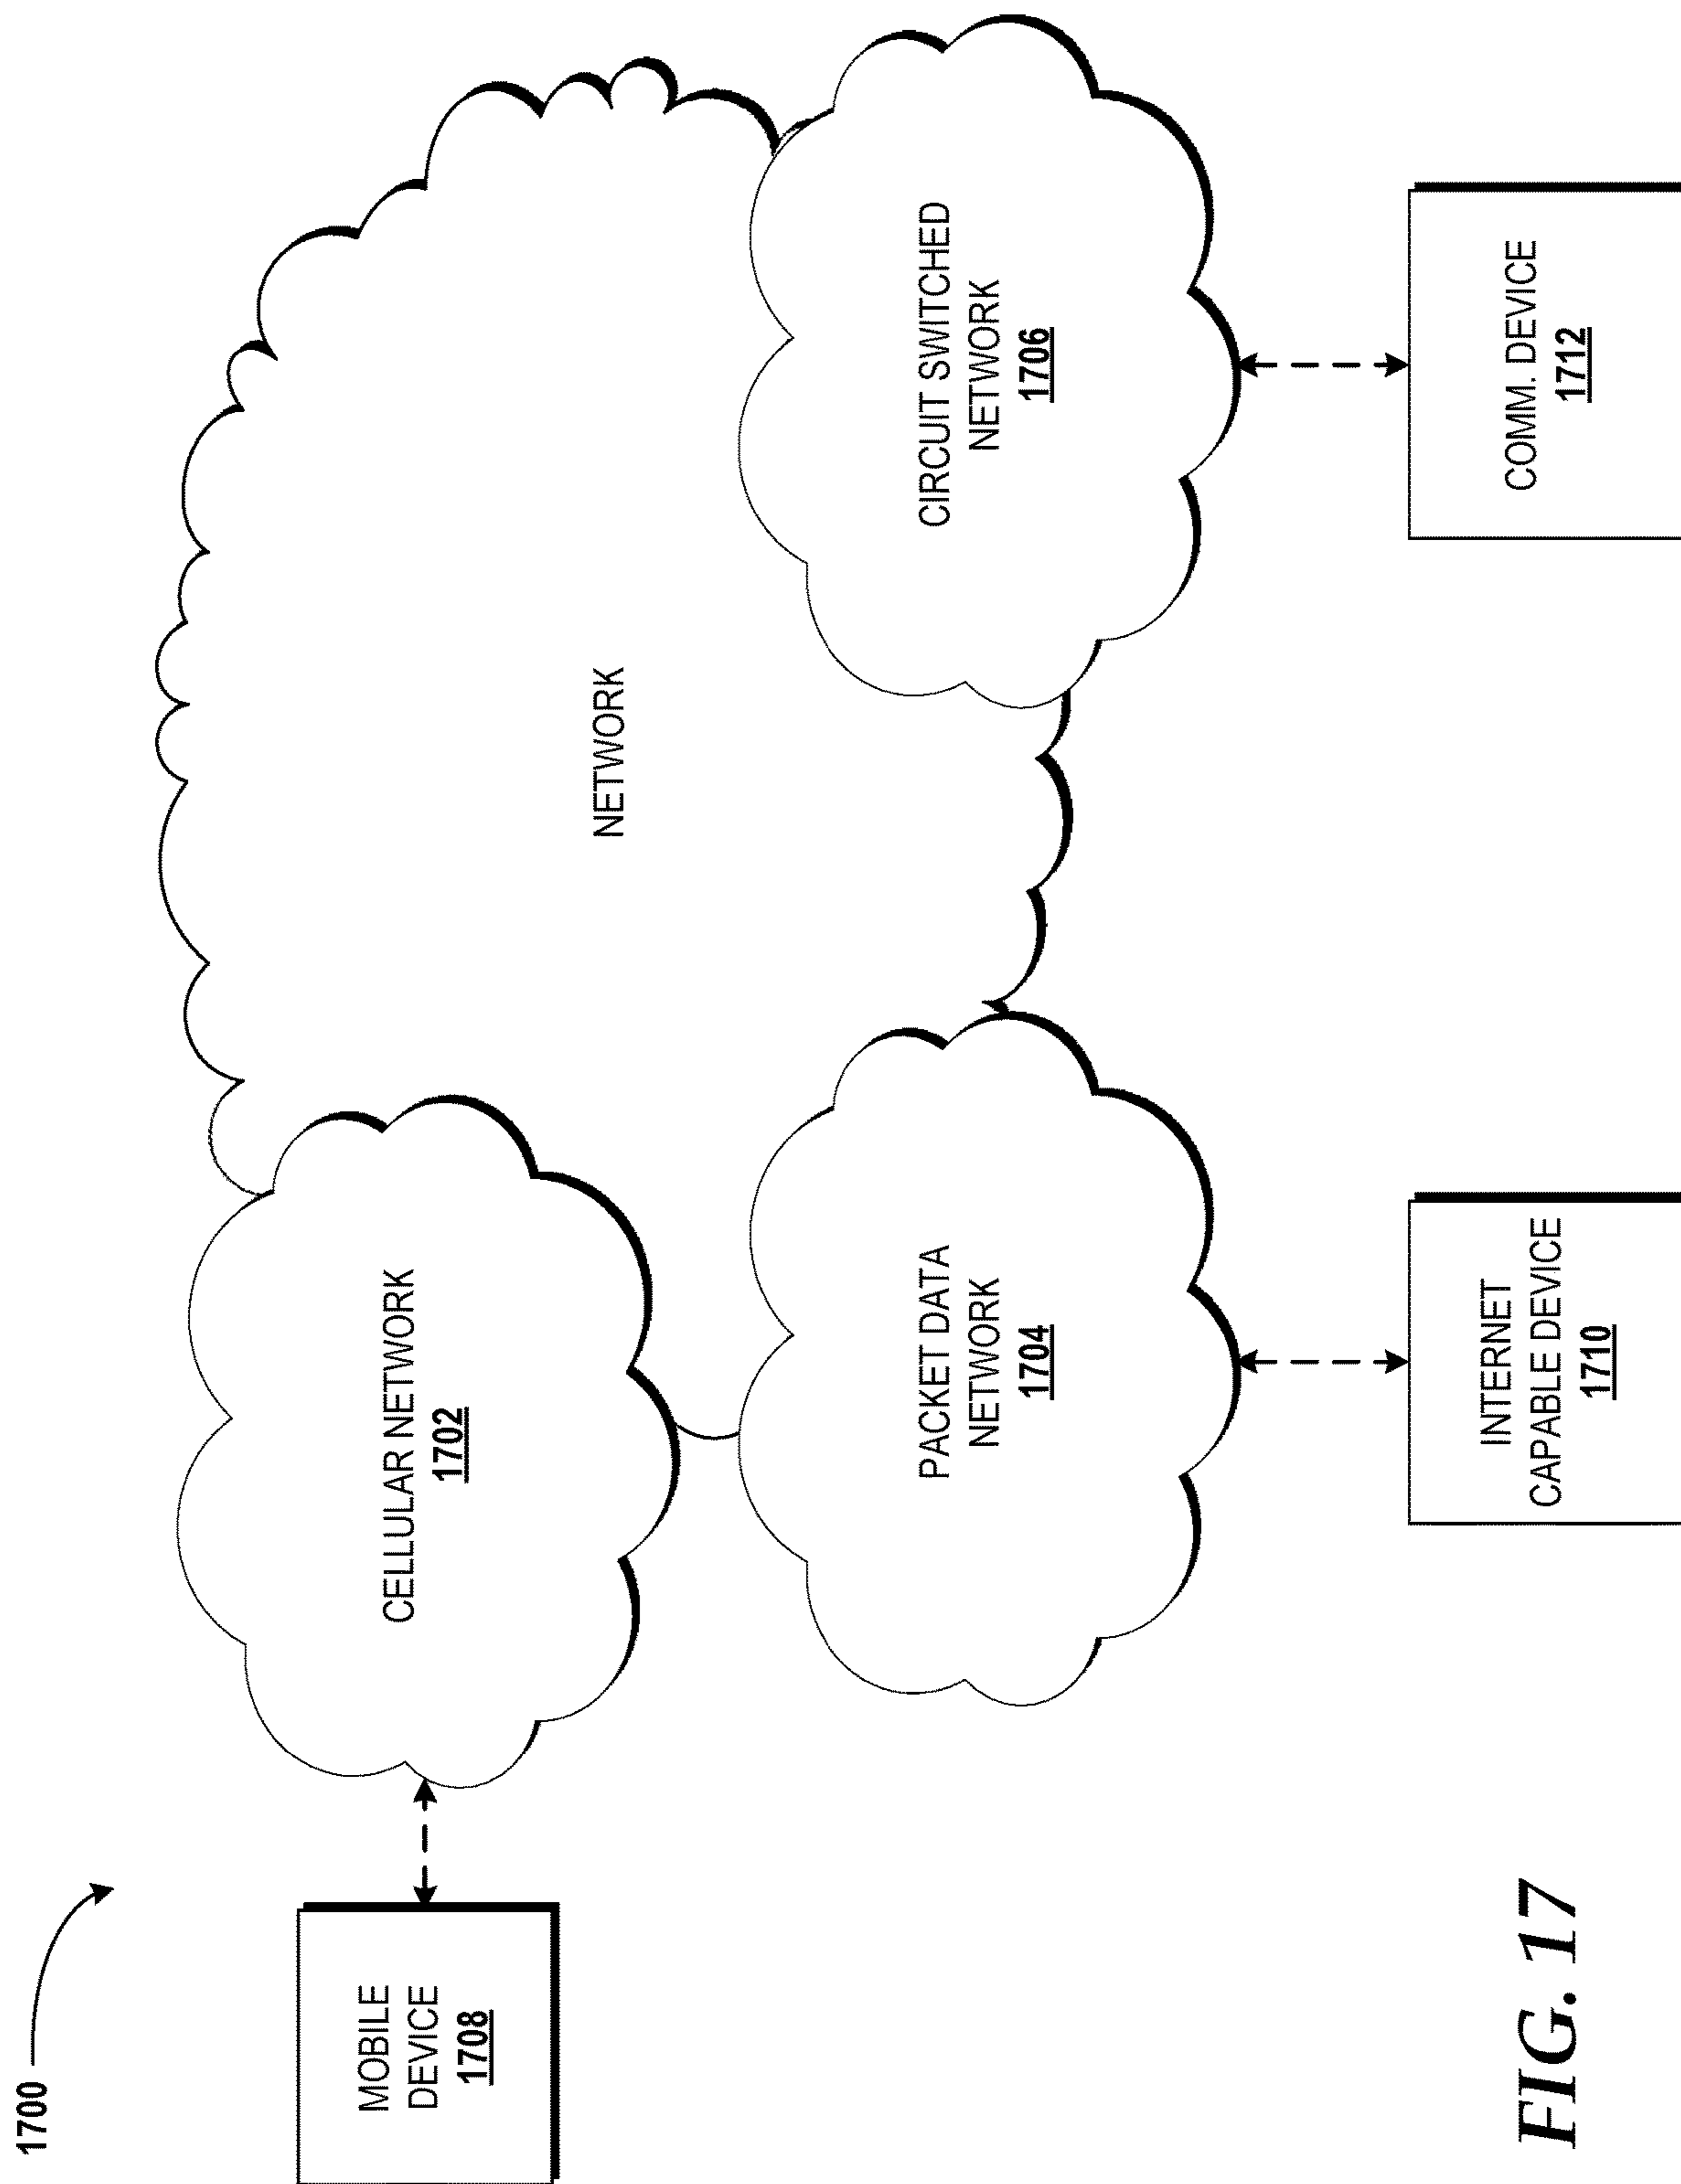 1700
MOBILE
DEVICE
1708
CELLULAR NETWORK
1702
NETWORK
PACKET DATA
NETWORK
1704
CIRCUIT SWITCHED
NETWORK
1706
INTERNET
CAPABLE DEVICE
1710
COMM. DEVICE
1712
FIG. 17